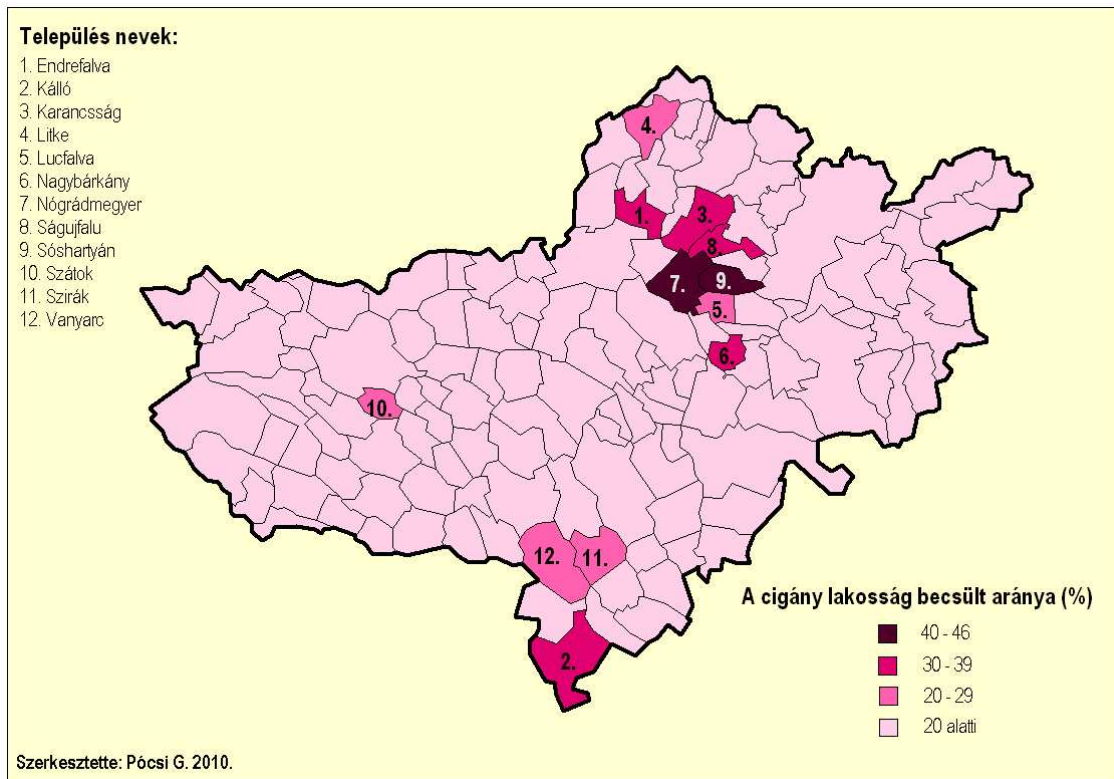 Település nevek:
1. Endrefalva
2. Kálló
3. Karancsság
4. Litke
5. Lucfalva
6. Nagybárkány
7. Nógrádmegyer
8. Ságujfalu
9. Sóshartyán
10. Szátok
11. Szirák
12. Vanyarc
4.
1.
3.
8.
7.
9.
5.
6.
10.
12.
11.
2.
A cigány lakosság becsült aránya (%)
40 - 46
30 - 39
20 - 29
20 alatti
Szerkesztette: Pócsi G. 2010.